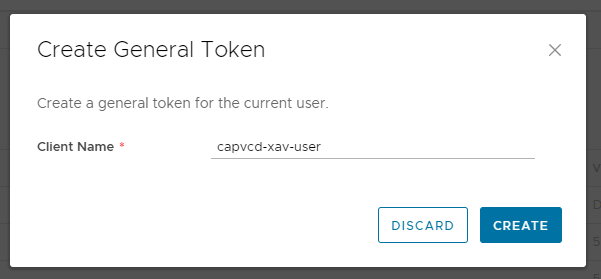 Create General Token
Create a general token for the current user.
Client Name * capvcd-xav-user
DISCARD CREATE